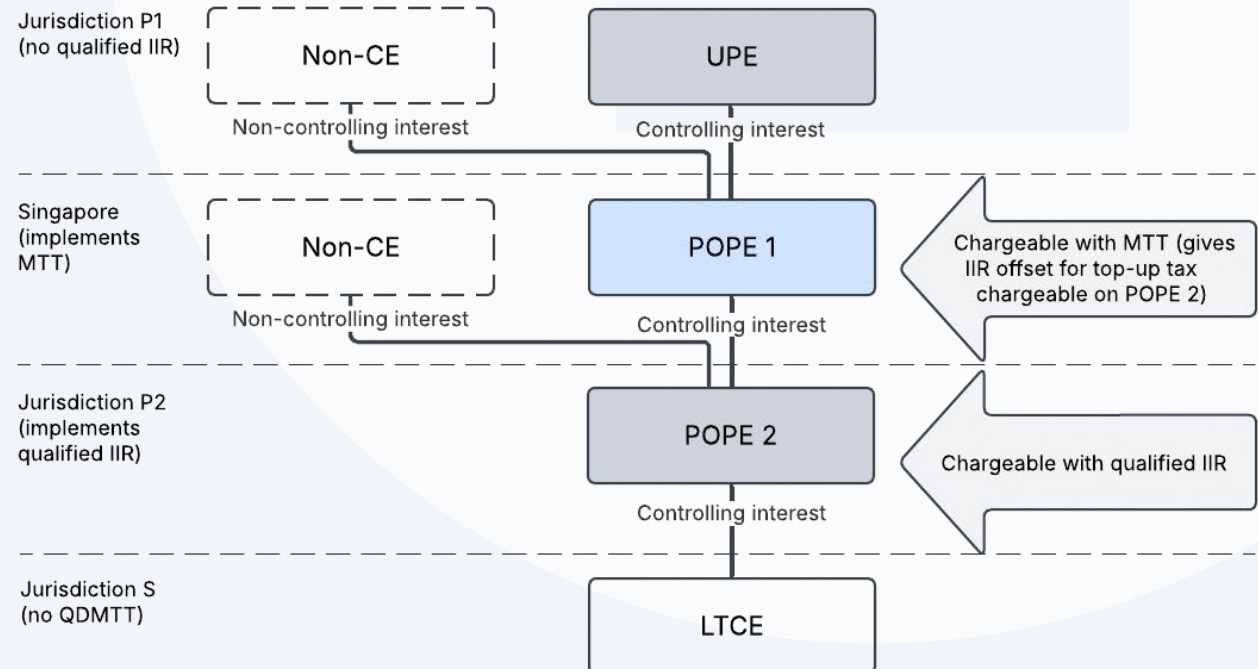 Jurisdiction P1
(no qualified IIR)
Non-CE
UPE
Non-controlling interest
Controlling interest
Singapore
(implements
MTT)
Non-CE
POPE 1
Chargeable with MTT (gives
IIR offset for top-up tax
chargeable on POPE 2)
Non-controlling interest
Controlling interest
Jurisdiction P2
(implements
qualified IIR)
POPE 2
Chargeable with qualified IIR
Controlling interest
Jurisdiction S
(no QDMTT)
LTCE